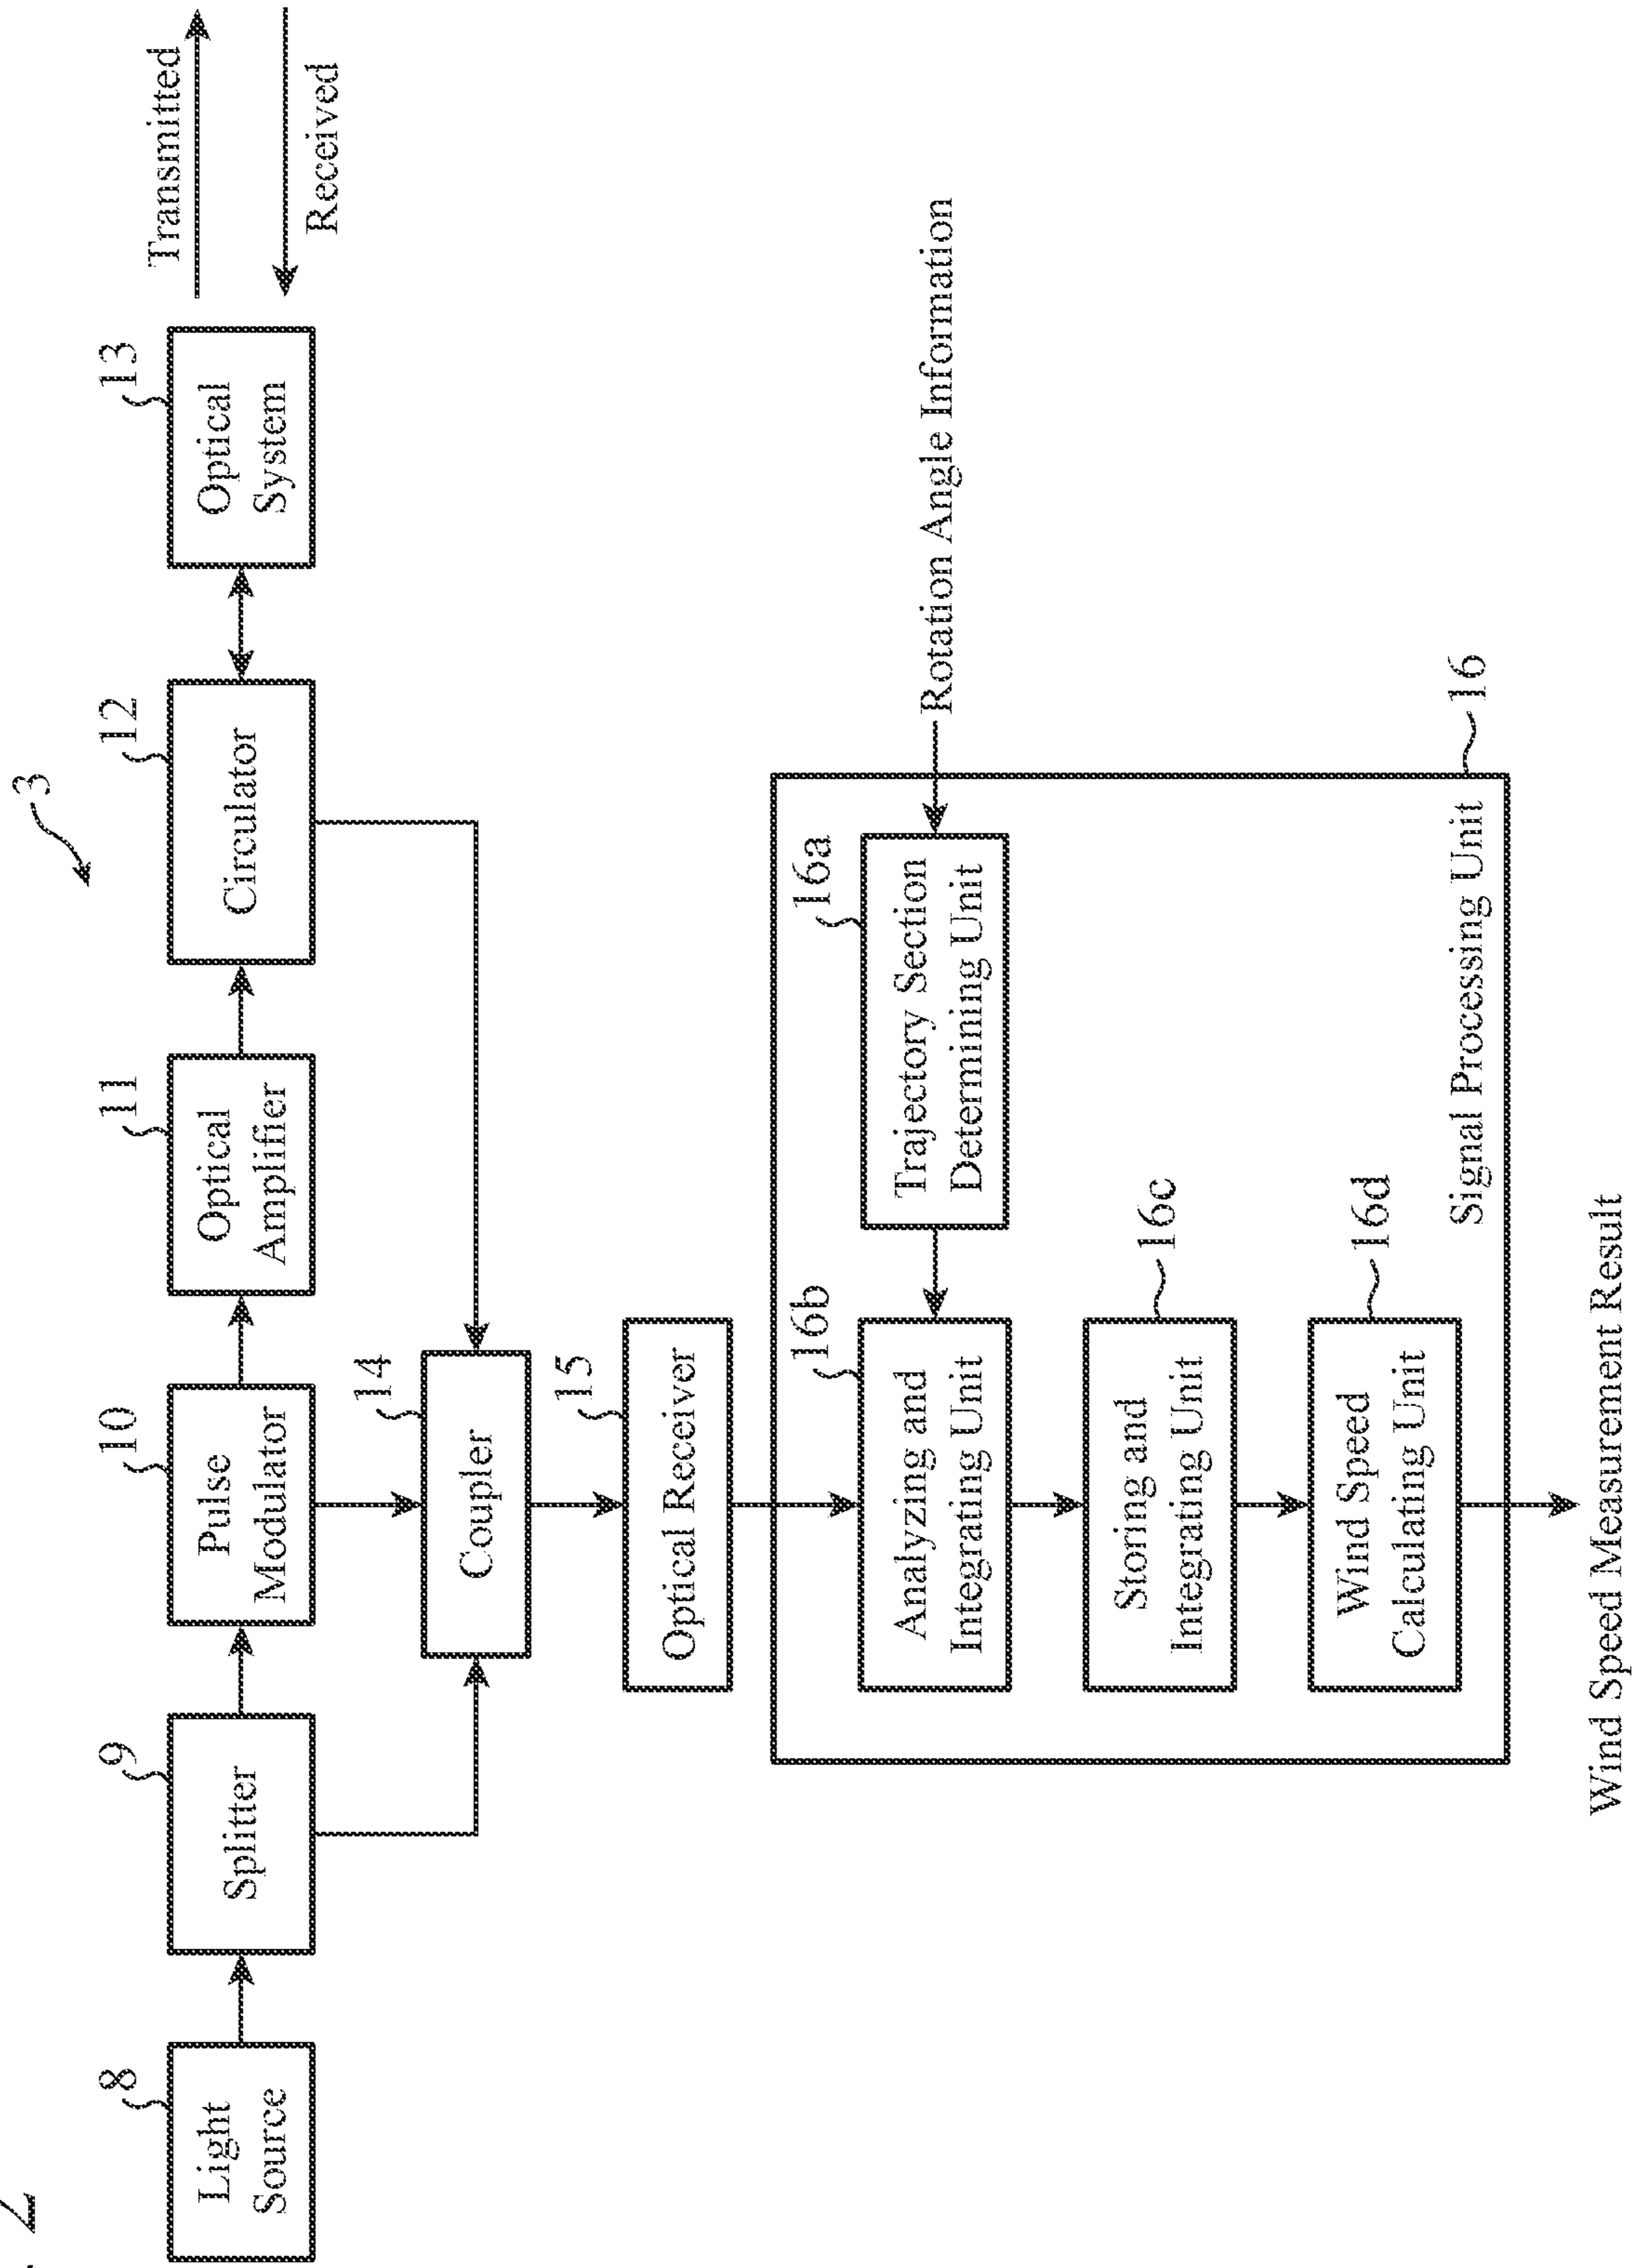 2
3
8
Light
Source
9
Splitter
10
Pulse
Modulator
11
Optical
Amplifier
12
Circulator
13
Optical
System
Transmitted
Received
14
Coupler
15
Optical Receiver
16b
Analyzing and
Integrating Unit
16a
Trajectory Section
Determining Unit
Rotation Angle Information
Storing and
Integrating Unit
16c
Wind Speed
Calculating Unit
16d
Signal Processing Unit
16
Wind Speed Measurement Result